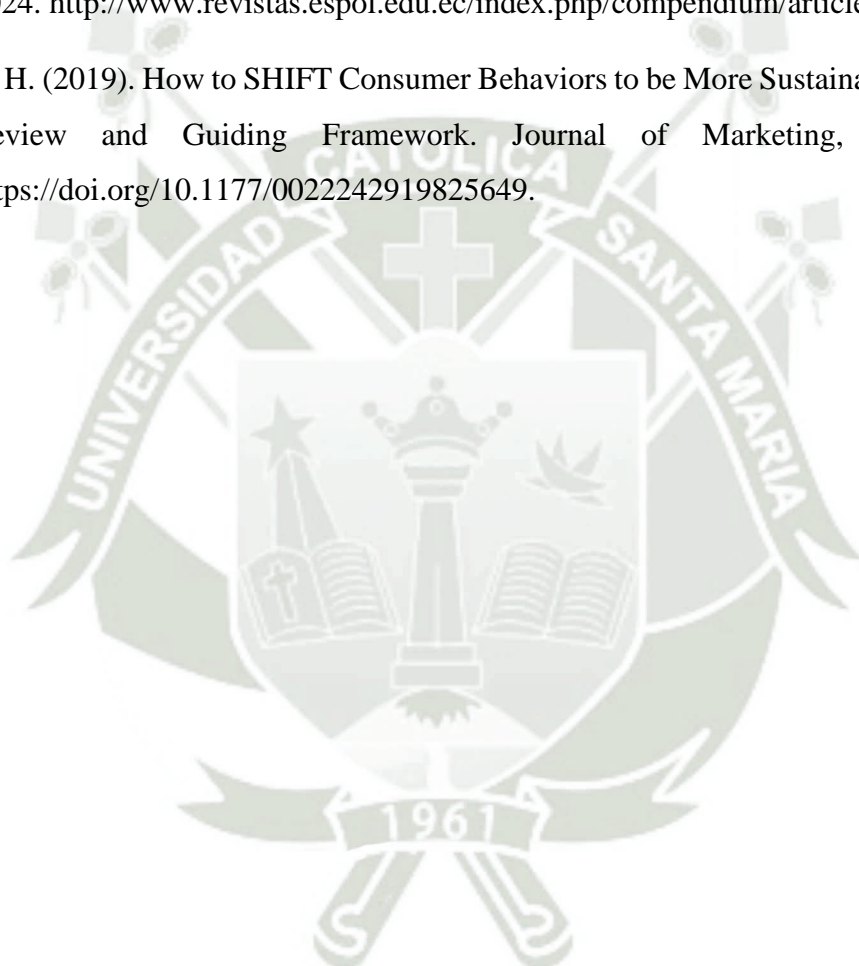 024. http://www.revistas.espol.edu.ec/index.php/compendium/article
H. (2019). How to SHIFT Consumer Behaviors to be More Sustaina
eview and Guiding Framework. Journal of Marketing,
tps://doi.org/10.1177/0022242919825649.
CATOLICA
UNIVERSIDAD
SANTA MARIA
1961